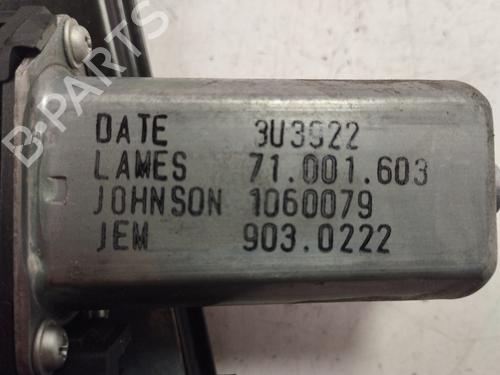 DATE 3U3922
LAMES 71.001.603
JOHNSON 1060079
JEM 903.0222
B-PARTS